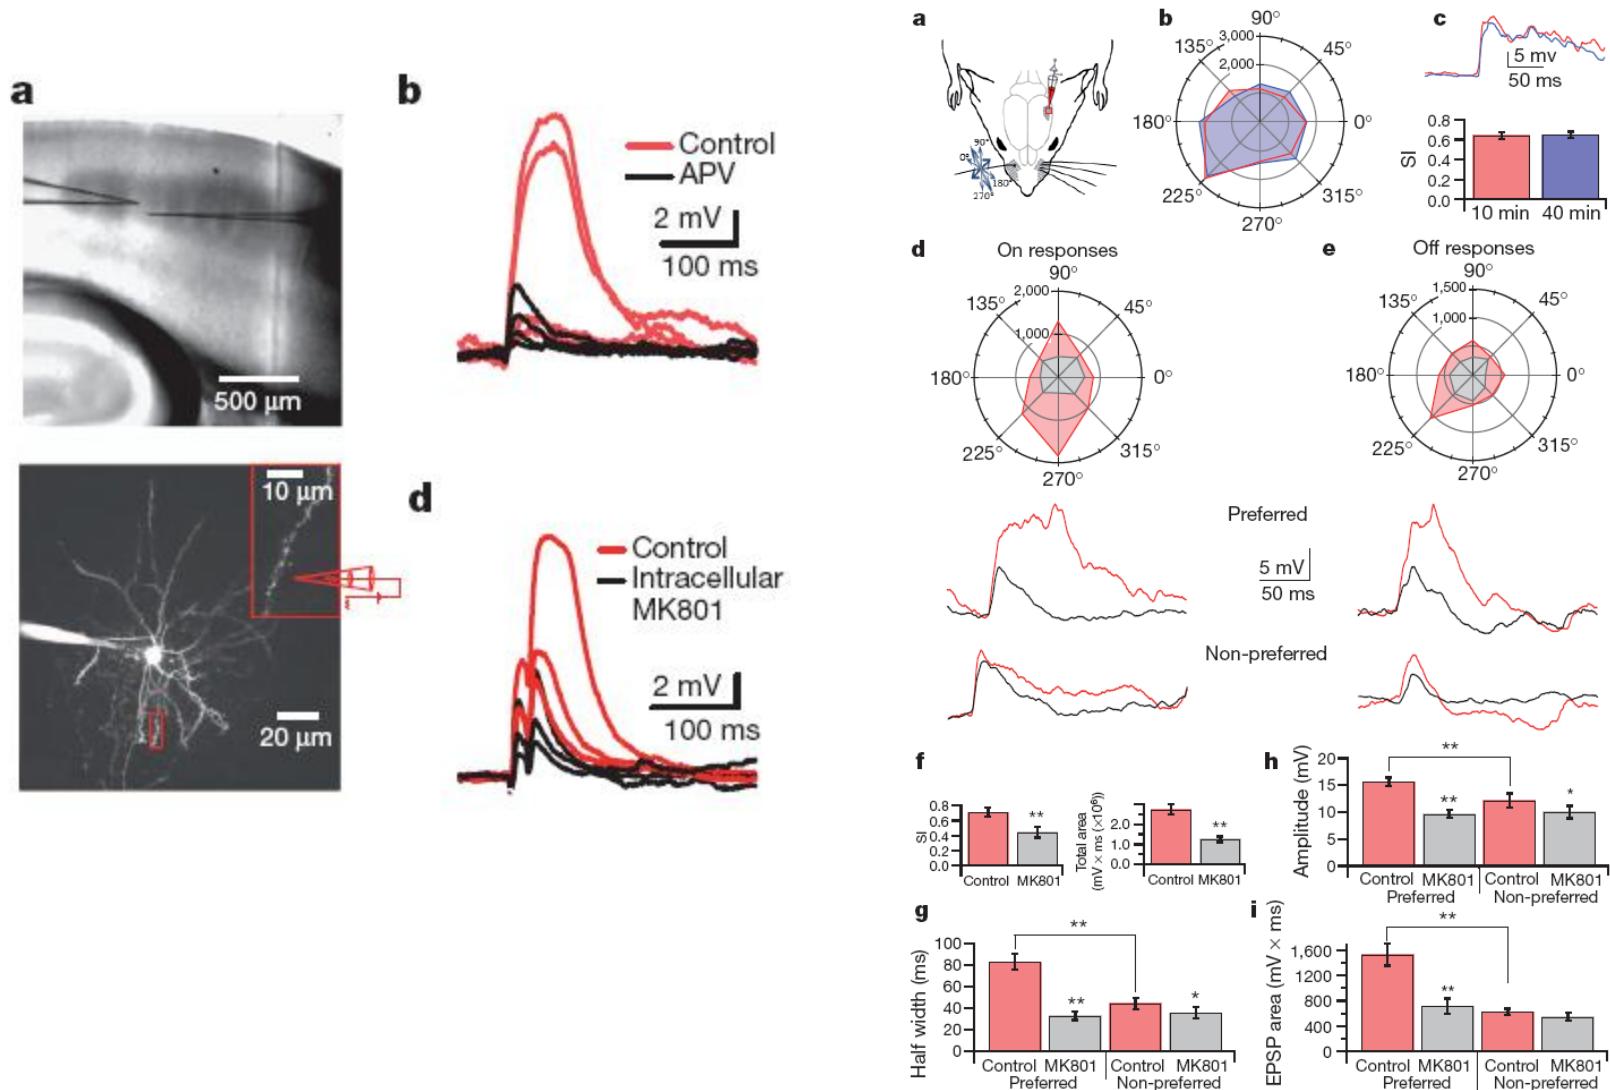 a
500 µm
10 µm
20 µm
b
Control
APV
2 mV
100 ms
d
Control
Intracellular
MK801
2 mV
100 ms
a
90°
0°
180°
270°
b
90°
3,000
2,000
135°
45°
180°
0°
225°
315°
270°
c
5 mv
50 ms
SI
0.8
0.6
0.4
0.2
0.0
10 min
40 min
d
On responses
90°
2,000
1,000
135°
45°
180°
0°
225°
315°
270°
e
Off responses
90°
1,500
1,000
135°
45°
180°
0°
225°
315°
270°
Preferred
5 mV
50 ms
Non-preferred
f
SI
0.8
0.6
0.4
0.2
0.0
**
Control MK801
Total area
(mV × ms (×10⁶))
2.0
1.0
0.0
**
Control MK801
h
Amplitude (mV)
20
15
10
5
0
**
**
*
Control MK801 Control MK801
Preferred Non-preferred
g
Half width (ms)
100
80
60
40
20
0
**
**
*
Control MK801 Control MK801
Preferred Non-preferred
i
EPSP area (mV × ms)
1,600
1200
800
400
0
**
**
Control MK801 Control MK801
Preferred Non-preferred